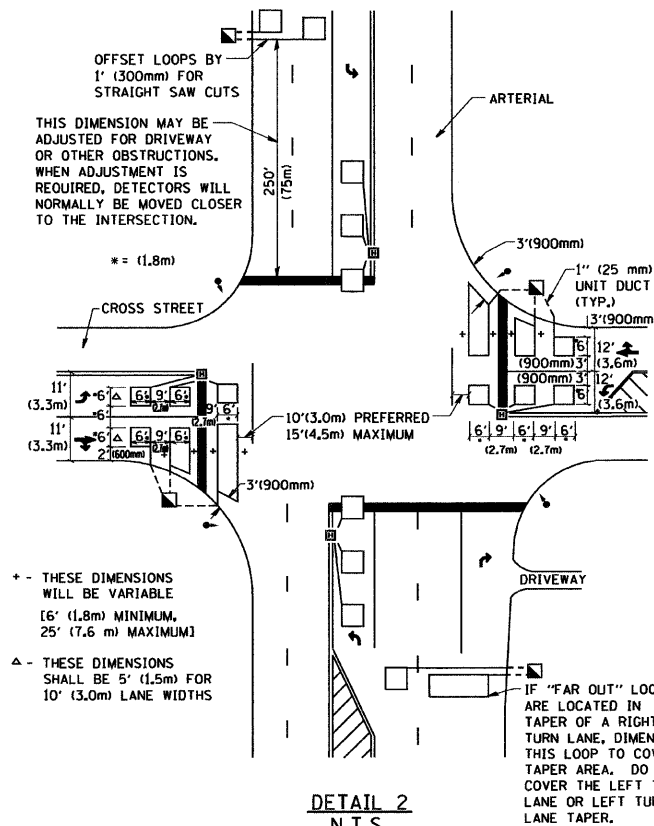 OFFSET LOOPS BY
1' (300mm) FOR
STRAIGHT SAW CUTS
ARTERIAL
THIS DIMENSION MAY BE
ADJUSTED FOR DRIVEWAY
OR OTHER OBSTRUCTIONS.
WHEN ADJUSTMENT IS
REQUIRED, DETECTORS WILL
NORMALLY BE MOVED CLOSER
TO THE INTERSECTION.
250'
(75m)
* = (1.8m)
3'(900mm)
1" (25 mm)
UNIT DUCT
(TYP.)
3'(900mm
CROSS STREET
*6' 12'
(3.6m)
(900mm) 3'
(900mm) 3'
12'
(3.6m)
6'
11'
(3.3m)
*6' Δ 6' 9' 6'
*6'
9' 6'
(2.7m)
11'
(3.3m)
*6' Δ 6' 9' 6'
2' (600mm)
10'(3.0m) PREFERRED
15'(4.5m) MAXIMUM
6' 9' 6' 9' 6'
(2.7m) (2.7m)
3'(900mm)
H
H
H
H
+ - THESE DIMENSIONS
WILL BE VARIABLE
[6' (1.8m) MINIMUM,
25' (7.6 m) MAXIMUM]
Δ - THESE DIMENSIONS
SHALL BE 5' (1.5m) FOR
10' (3.0m) LANE WIDTHS
DRIVEWAY
IF "FAR OUT" LOO
ARE LOCATED IN
TAPER OF A RIGHT
TURN LANE, DIMEN
THIS LOOP TO COV
TAPER AREA. DO
COVER THE LEFT T
LANE OR LEFT TUR
LANE TAPER.
DETAIL 2
N.T.S.